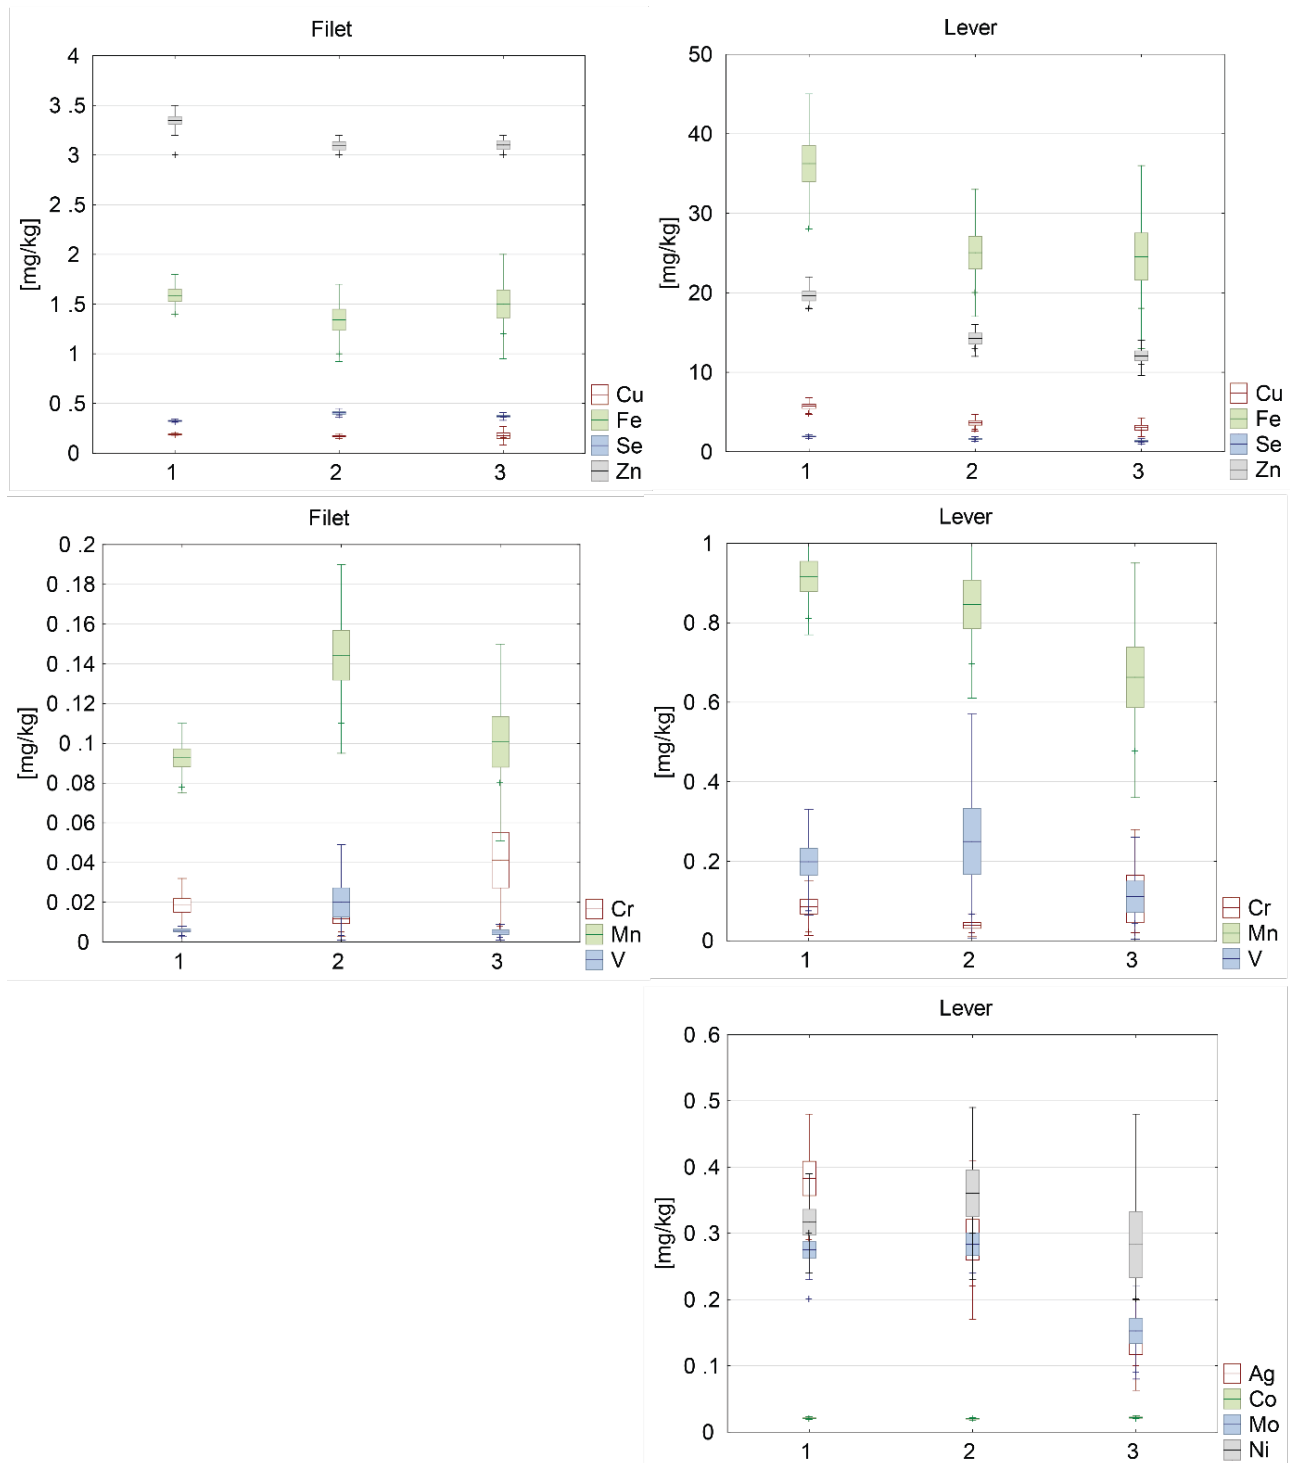 Filet
4
3 .5
3
2 .5
2
1 .5
1
0 .5
0
[mg/kg]
1 2 3
Cu
Fe
Se
Zn
Lever
50
40
30
20
10
0
[mg/kg]
1 2 3
Cu
Fe
Se
Zn
Filet
0 .2
0 .18
0 .16
0 .14
0 .12
0 .1
0 .08
0 .06
0 .04
0 .02
0
[mg/kg]
1 2 3
Cr
Mn
V
Lever
1
0 .8
0 .6
0 .4
0 .2
0
[mg/kg]
1 2 3
Cr
Mn
V
Lever
0 .6
0 .5
0 .4
0 .3
0 .2
0 .1
0
[mg/kg]
1 2 3
Ag
Co
Mo
Ni